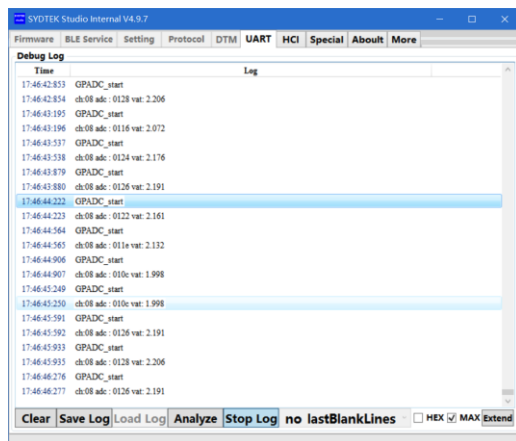 SYDTEK Studio Internal V4.9.7
Firmware BLE Service Setting Protocol DTM UART HCI Special Aboult More
Debug Log
Time Log
17:46:42:853 GPADC_start
17:46:42:854 ch:08 adc : 0128 vat: 2.206
17:46:43:195 GPADC_start
17:46:43:196 ch:08 adc : 0116 vat: 2.072
17:46:43:537 GPADC_start
17:46:43:538 ch:08 adc : 0124 vat: 2.176
17:46:43:879 GPADC_start
17:46:43:880 ch:08 adc : 0126 vat: 2.191
17:46:44:222 GPADC_start
17:46:44:223 ch:08 adc : 0122 vat: 2.161
17:46:44:564 GPADC_start
17:46:44:565 ch:08 adc : 011e vat: 2.132
17:46:44:906 GPADC_start
17:46:44:907 ch:08 adc : 010c vat: 1.998
17:46:45:249 GPADC_start
17:46:45:250 ch:08 adc : 010c vat: 1.998
17:46:45:591 GPADC_start
17:46:45:592 ch:08 adc : 0126 vat: 2.191
17:46:45:933 GPADC_start
17:46:45:935 ch:08 adc : 0128 vat: 2.206
17:46:46:276 GPADC_start
17:46:46:277 ch:08 adc : 0126 vat: 2.191
Clear Save Log Load Log Analyze Stop Log no lastBlankLines HEX MAX Extend